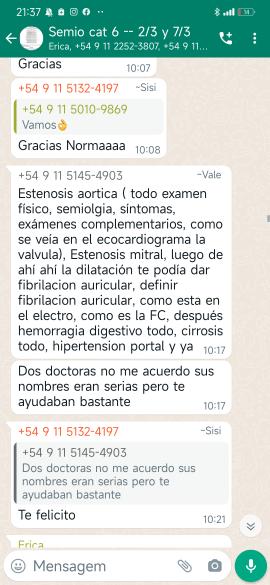 21:37
Semio cat 6 -- 2/3 y 7/3
Erica, +54 9 11 2252-3807, +54 9 11...
Gracias
10:07
+54 9 11 5132-4197 ~Sisi
+54 9 11 5010-9869
Vamos👌
Gracias Normaaaa 10:08
+54 9 11 5145-4903 ~Vale
Estenosis aortica ( todo examen
físico, semiolgia, síntomas,
exámenes complementarios, como
se veía en el ecocardiograma la
valvula), Estenosis mitral, luego de
ahí ahí la dilatación te podía dar
fibrilacion auricular, definir
fibrilacion auricular, como esta en
el electro, como es la FC, después
hemorragia digestivo todo, cirrosis
todo, hipertension portal y ya 10:17
Dos doctoras no me acuerdo sus
nombres eran serias pero te
ayudaban bastante
10:17
+54 9 11 5132-4197 ~Sisi
+54 9 11 5145-4903
Dos doctoras no me acuerdo sus
nombres eran serias pero te
ayudaban bastante
Te felicito
10:21
Erica
Mensagem